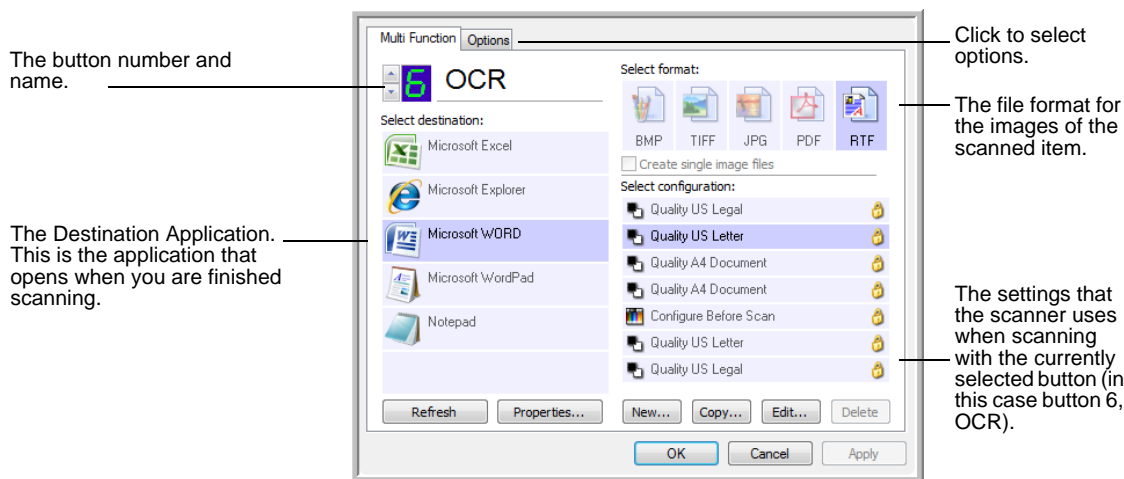 The button number and
name.
The Destination Application.
This is the application that
opens when you are finished
scanning.
Multi Function Options
6 OCR
Select destination:
Microsoft Excel
Microsoft Explorer
Microsoft WORD
Microsoft WordPad
Notepad
Refresh Properties...
Select format:
BMP TIFF JPG PDF RTF
Create single image files
Select configuration:
Quality US Legal
Quality US Letter
Quality A4 Document
Quality A4 Document
Configure Before Scan
Quality US Letter
Quality US Legal
New... Copy... Edit... Delete
OK Cancel Apply
Click to select
options.
The file format for
the images of the
scanned item.
The settings that
the scanner uses
when scanning
with the currently
selected button (in
this case button 6,
OCR).